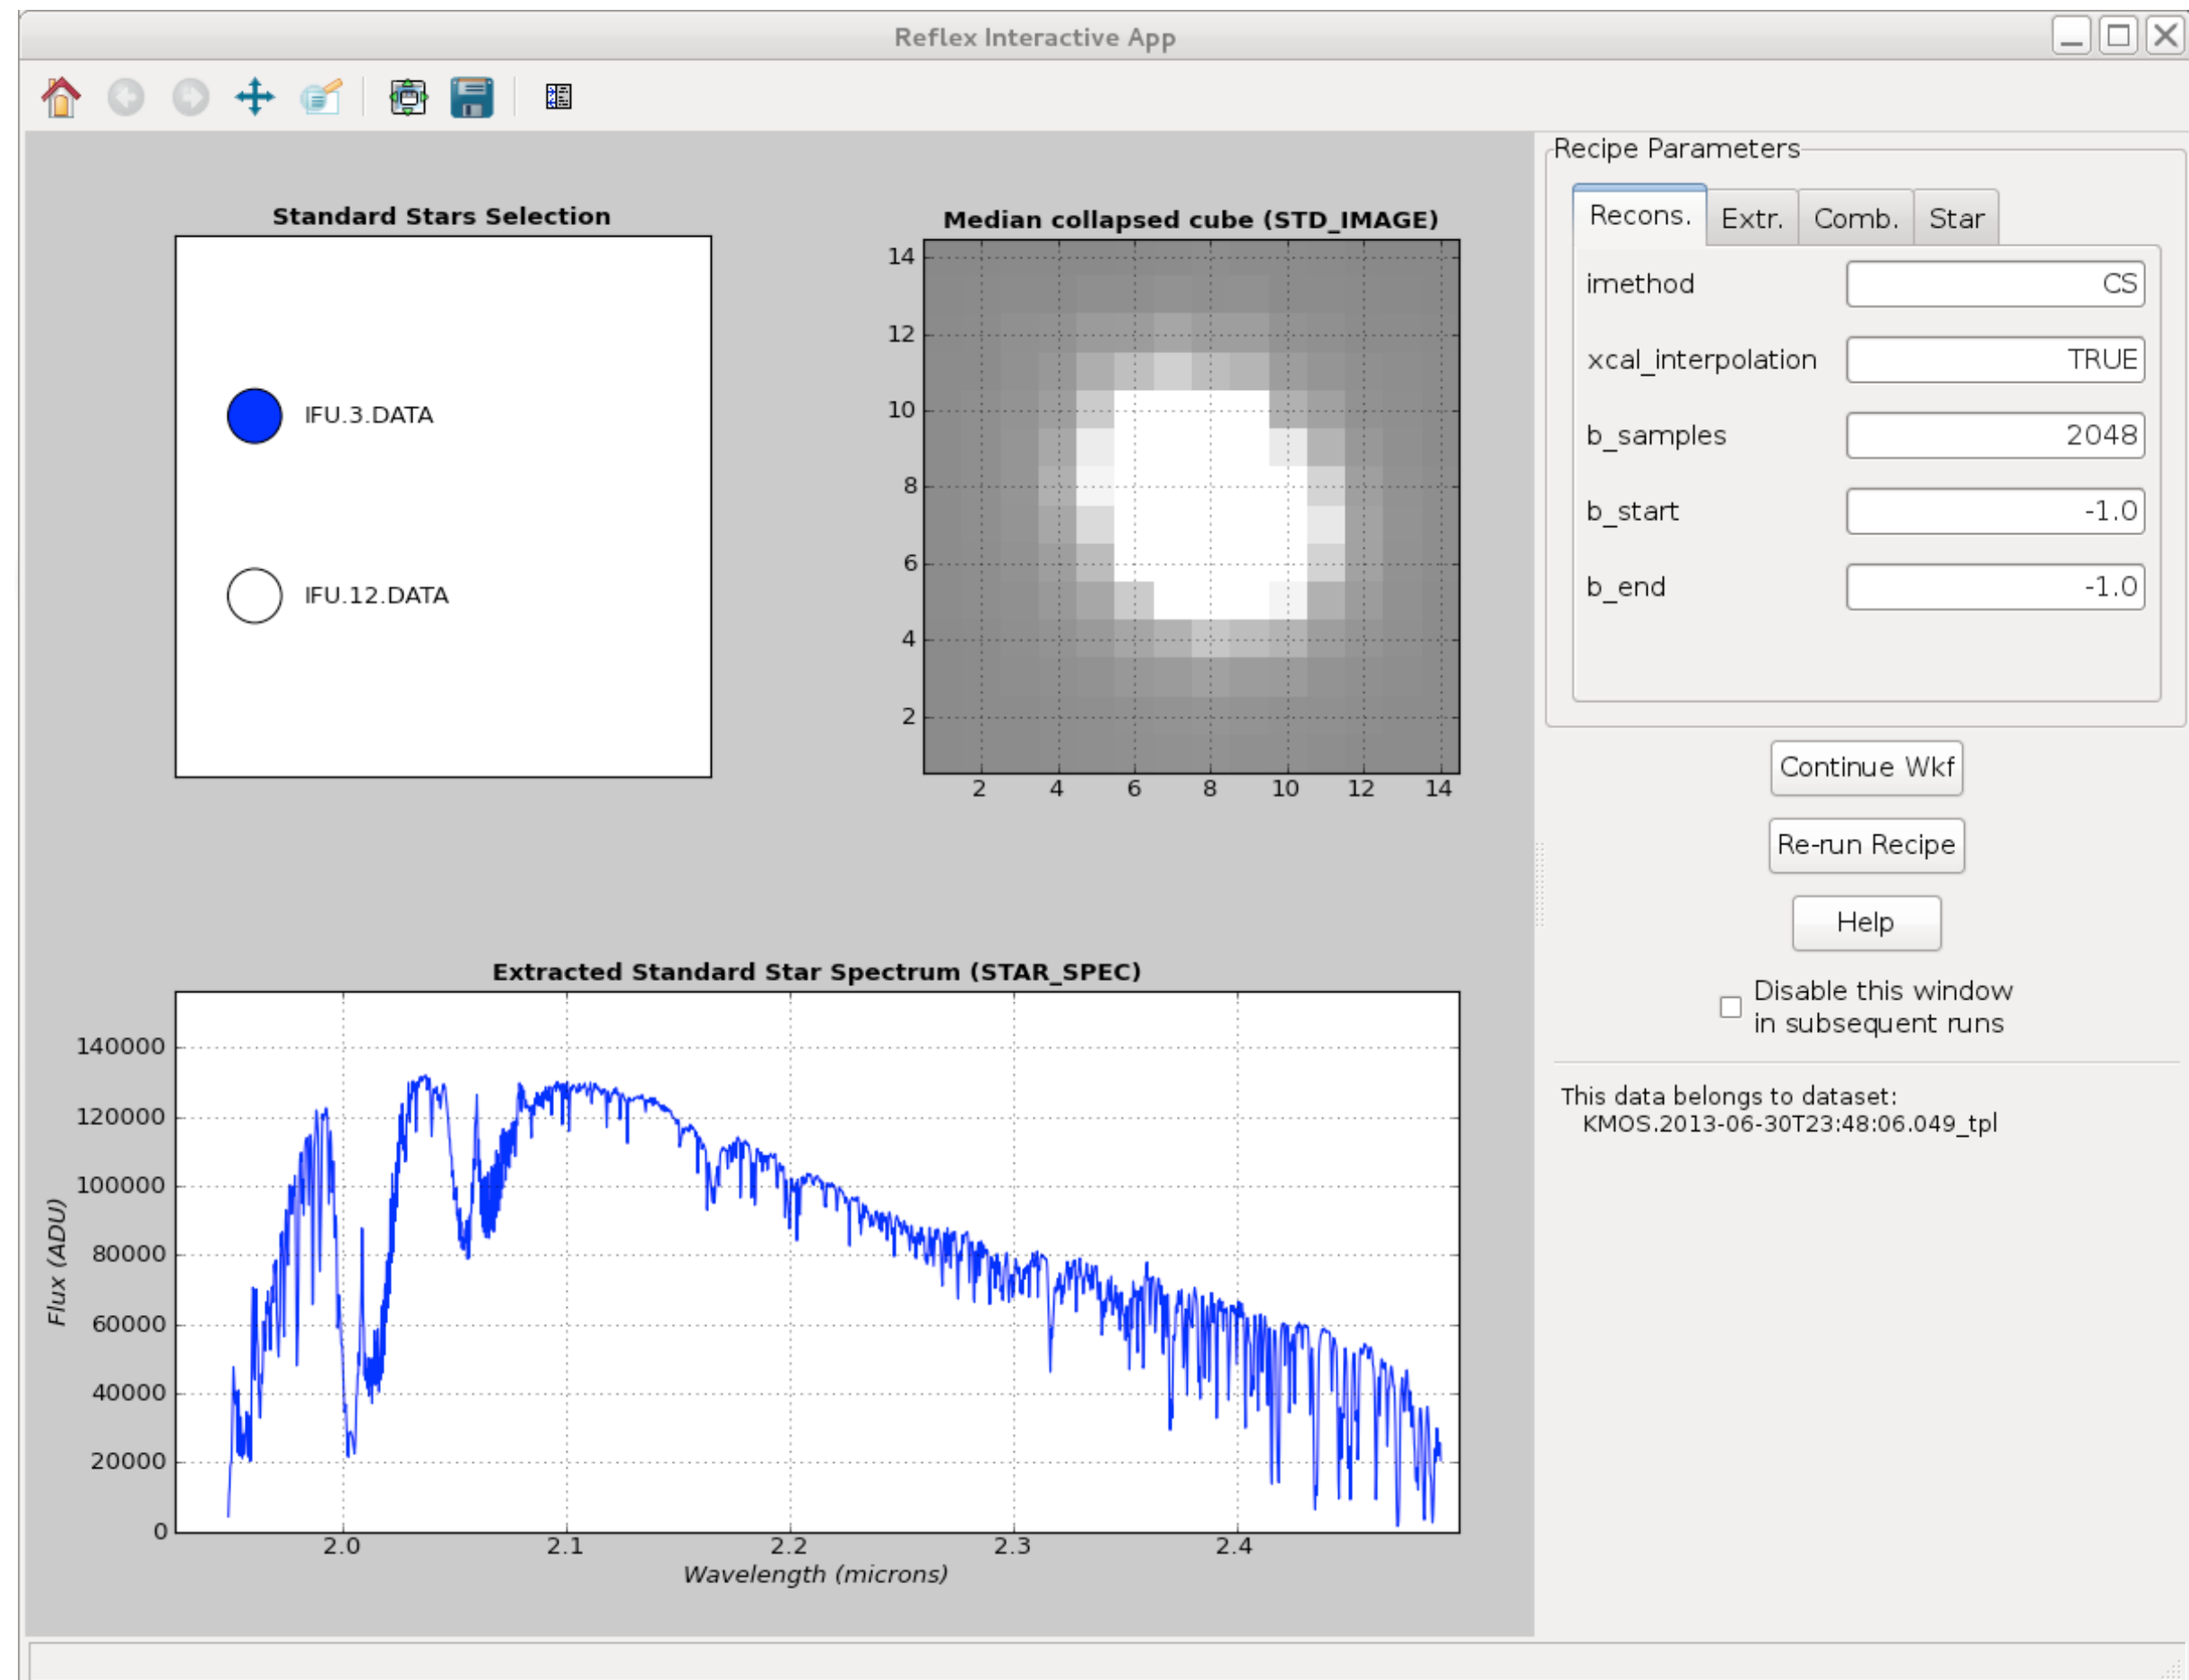 Reflex Interactive App
Standard Stars Selection
IFU.3.DATA
IFU.12.DATA
Median collapsed cube (STD_IMAGE)
14
12
10
8
6
4
2
2 4 6 8 10 12 14
Extracted Standard Star Spectrum (STAR_SPEC)
Flux (ADU)
140000
120000
100000
80000
60000
40000
20000
0
2.0 2.1 2.2 2.3 2.4
Wavelength (microns)
Recipe Parameters
Recons. Extr. Comb. Star
imethod CS
xcal_interpolation TRUE
b_samples 2048
b_start -1.0
b_end -1.0
Continue Wkf
Re-run Recipe
Help
Disable this window
in subsequent runs
This data belongs to dataset:
KMOS.2013-06-30T23:48:06.049_tpl